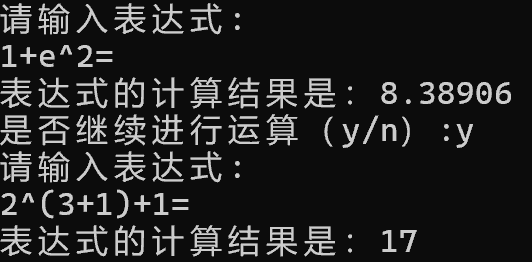 请输入表达式:
1+e^2=
表达式的计算结果是: 8.38906
是否继续进行运算（y/n）:y
请输入表达式:
2^(3+1)+1=
表达式的计算结果是: 17